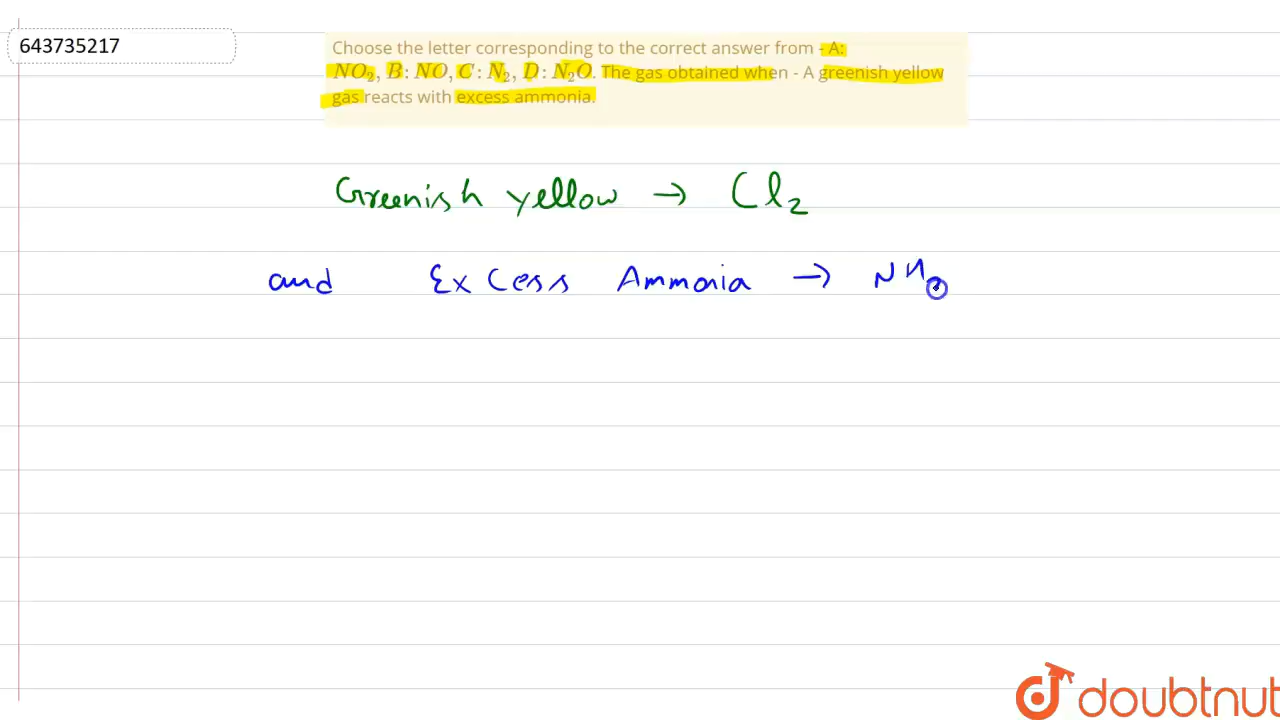 643735217
Choose the letter corresponding to the correct answer from - A:
NO₂, B: NO, C: N₂, D: N₂O. The gas obtained when - A greenish yellow
gas reacts with excess ammonia.
Greenish yellow → Cl₂
and Excess Ammonia → NH₃
doubtnut